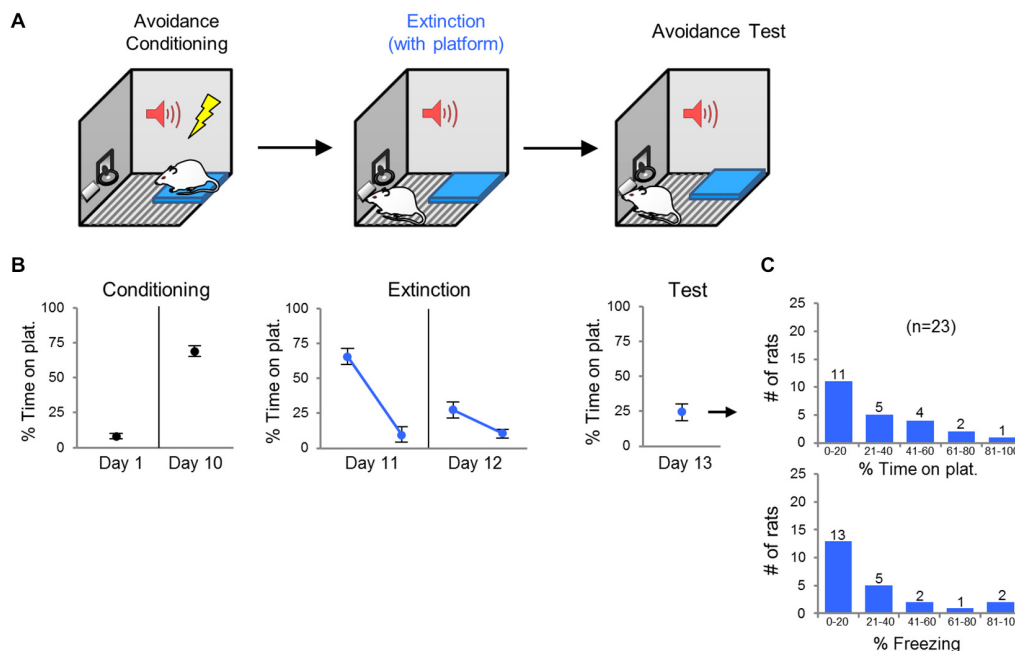 A
Avoidance
Conditioning
Extinction
(with platform)
Avoidance Test
B
Conditioning
% Time on plat.
100
75
50
25
0
Day 1
Day 10
Extinction
% Time on plat.
100
75
50
25
0
Day 11
Day 12
Test
% Time on plat.
100
75
50
25
0
Day 13
C
(n=23)
# of rats
25
20
15
10
5
0
11
5
4
2
1
0-20
21-40
41-60
61-80
81-100
% Time on plat.
# of rats
25
20
15
10
5
0
13
5
2
1
2
0-20
21-40
41-60
61-80
81-100
% Freezing